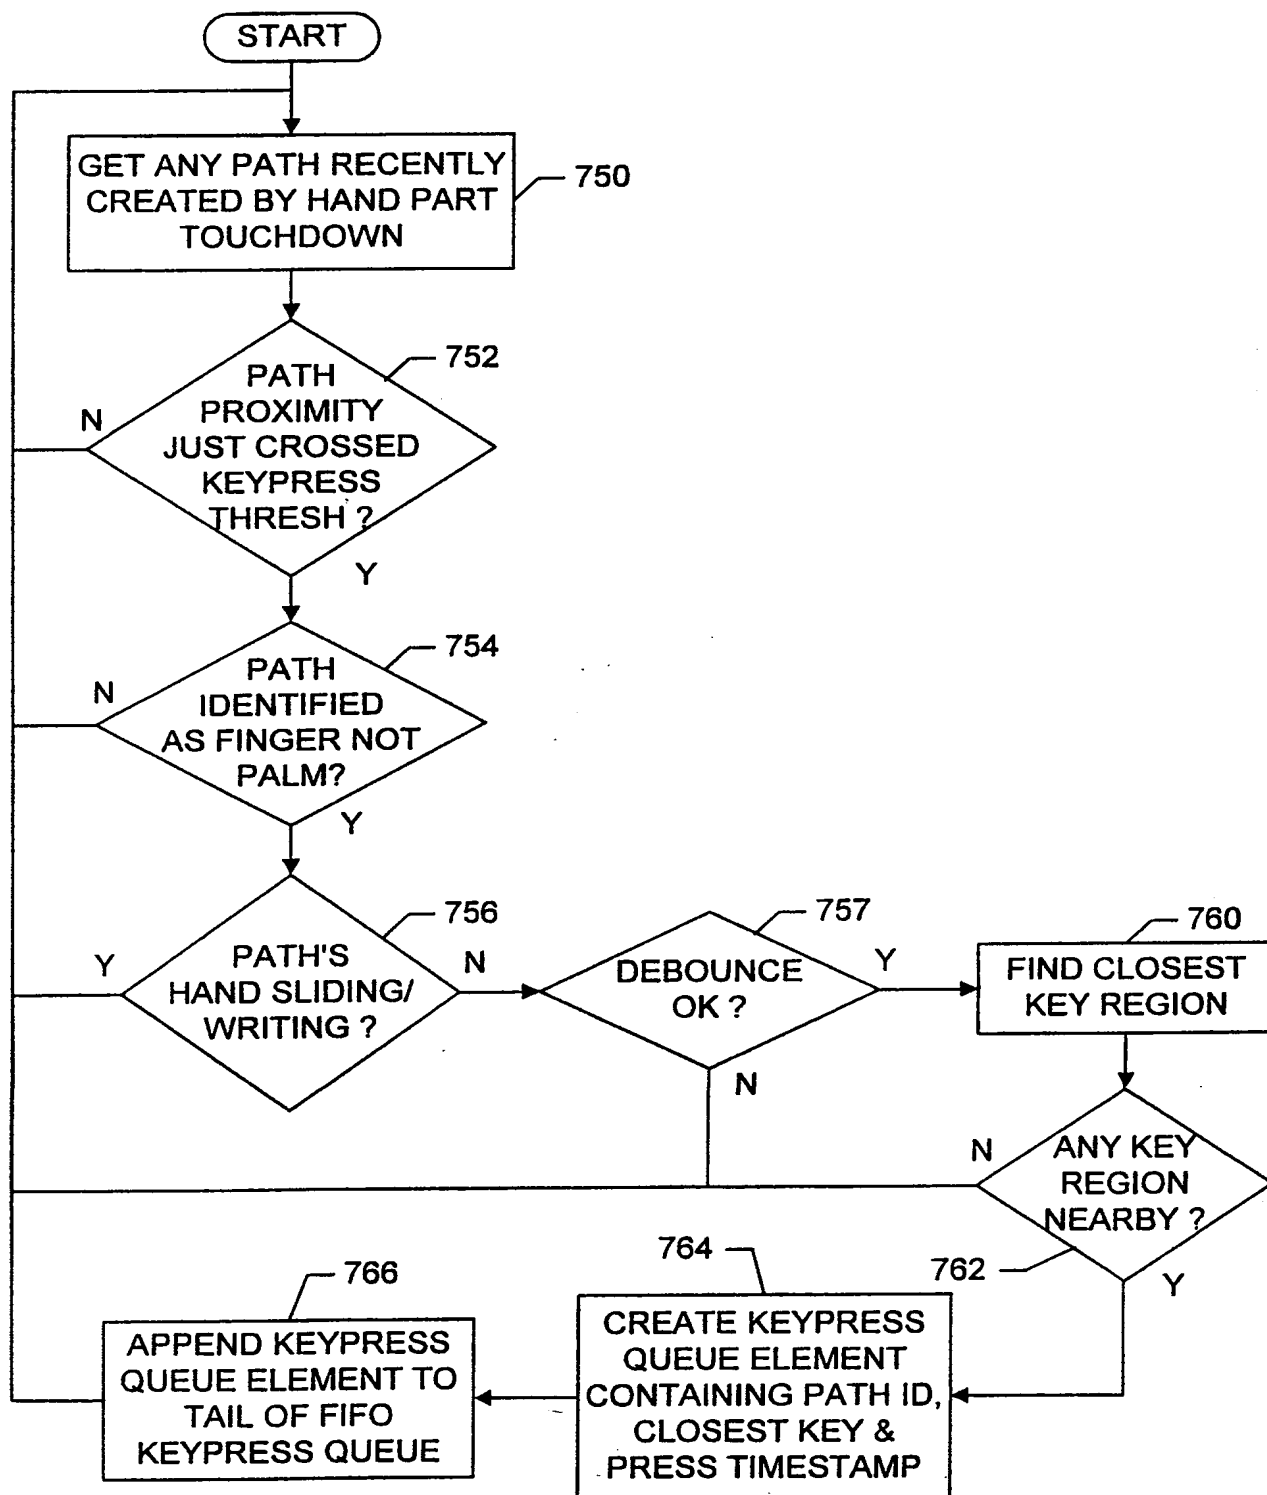 START
GET ANY PATH RECENTLY
CREATED BY HAND PART
TOUCHDOWN
750
752
PATH
PROXIMITY
JUST CROSSED
KEYPRESS
THRESH ?
N
Y
754
PATH
IDENTIFIED
AS FINGER NOT
PALM?
N
Y
756
PATH'S
HAND SLIDING/
WRITING ?
Y
N
757
DEBOUNCE
OK ?
Y
N
760
FIND CLOSEST
KEY REGION
ANY KEY
REGION
NEARBY ?
N
762
Y
764
CREATE KEYPRESS
QUEUE ELEMENT
CONTAINING PATH ID,
CLOSEST KEY &
PRESS TIMESTAMP
766
APPEND KEYPRESS
QUEUE ELEMENT TO
TAIL OF FIFO
KEYPRESS QUEUE